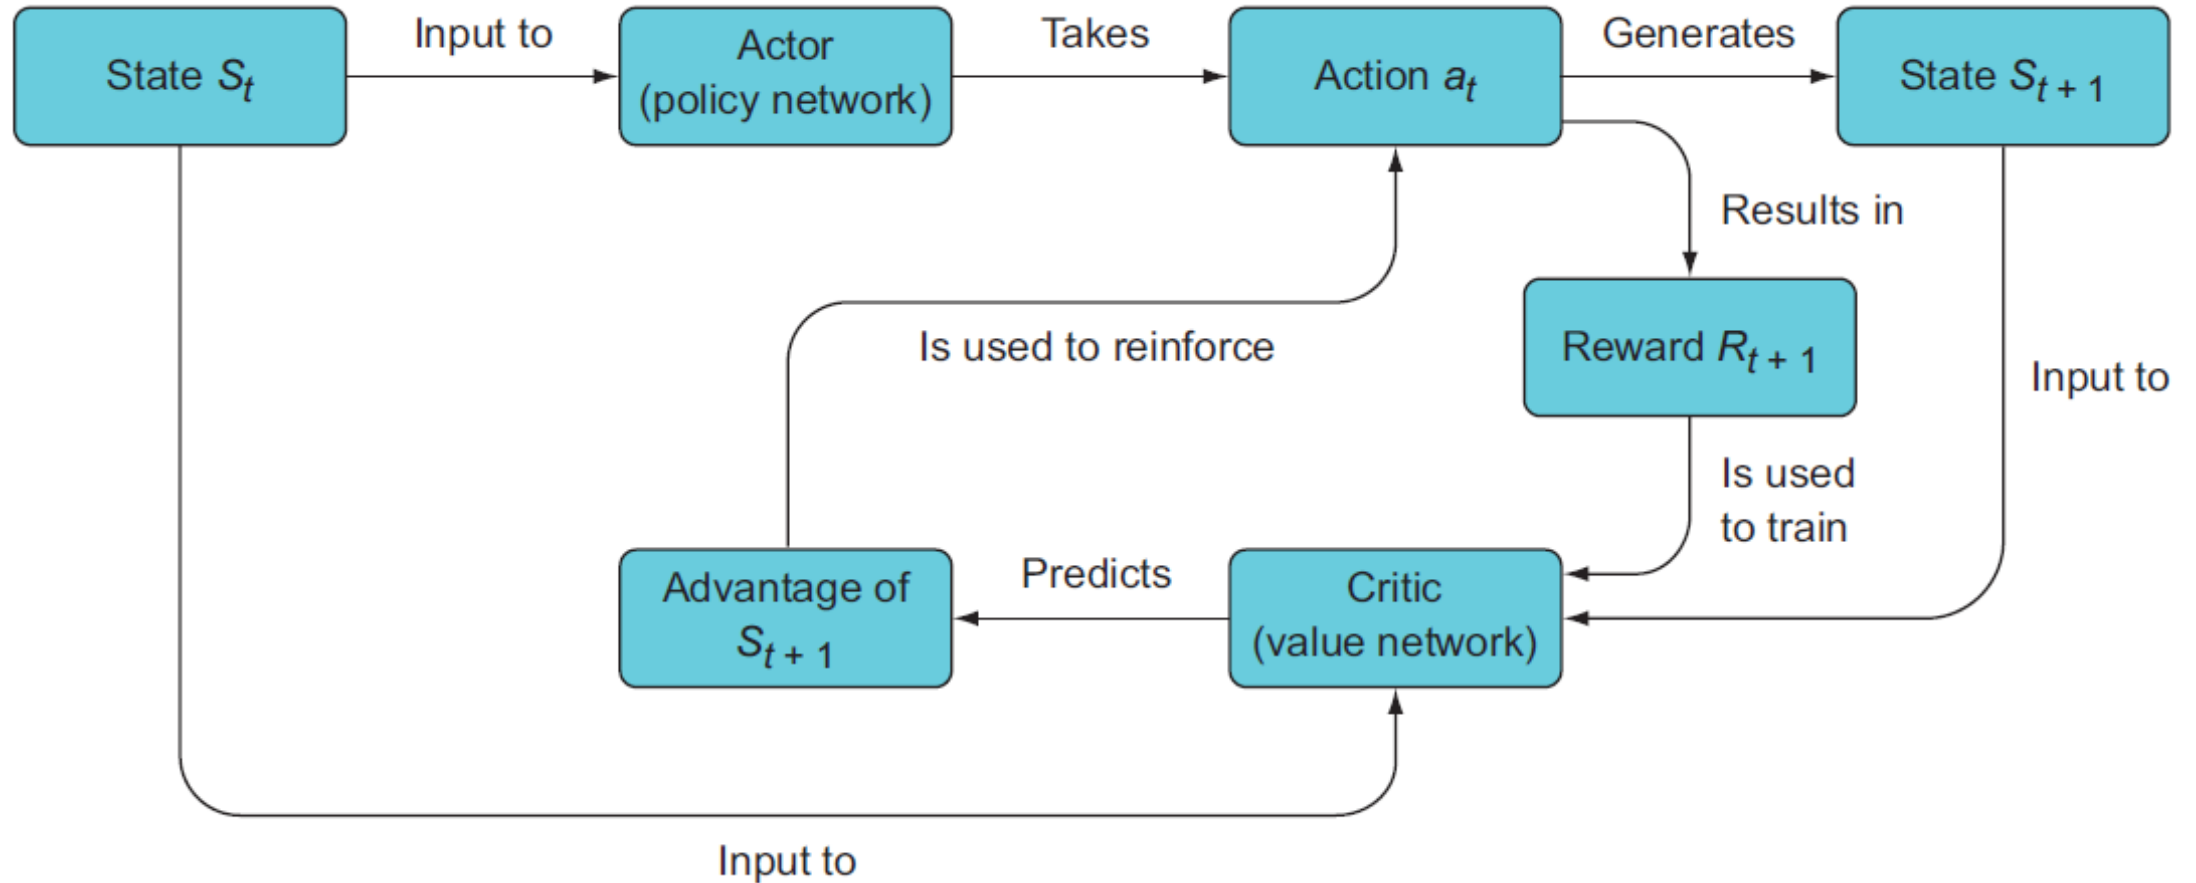 State Sₜ
Input to
Actor
(policy network)
Takes
Action aₜ
Generates
State Sₜ ₊ ₁
Results in
Is used to reinforce
Reward Rₜ ₊ ₁
Input to
Is used
to train
Advantage of
Sₜ ₊ ₁
Predicts
Critic
(value network)
Input to